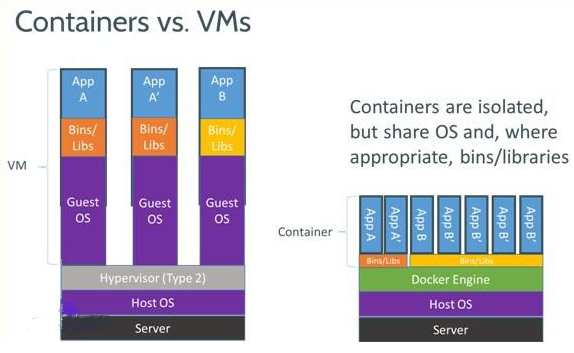 Containers vs. VMs
VM
App
A
Bins/
Libs
Guest
OS
App
A'
Bins/
Libs
Guest
OS
App
B
Bins/
Libs
Guest
OS
Hypervisor (Type 2)
Host OS
Server
Containers are isolated,
but share OS and, where
appropriate, bins/libraries
Container
App A
App A'
App B
App B'
App B'
App B'
App B'
Bins/Libs
Bins/Libs
Docker Engine
Host OS
Server